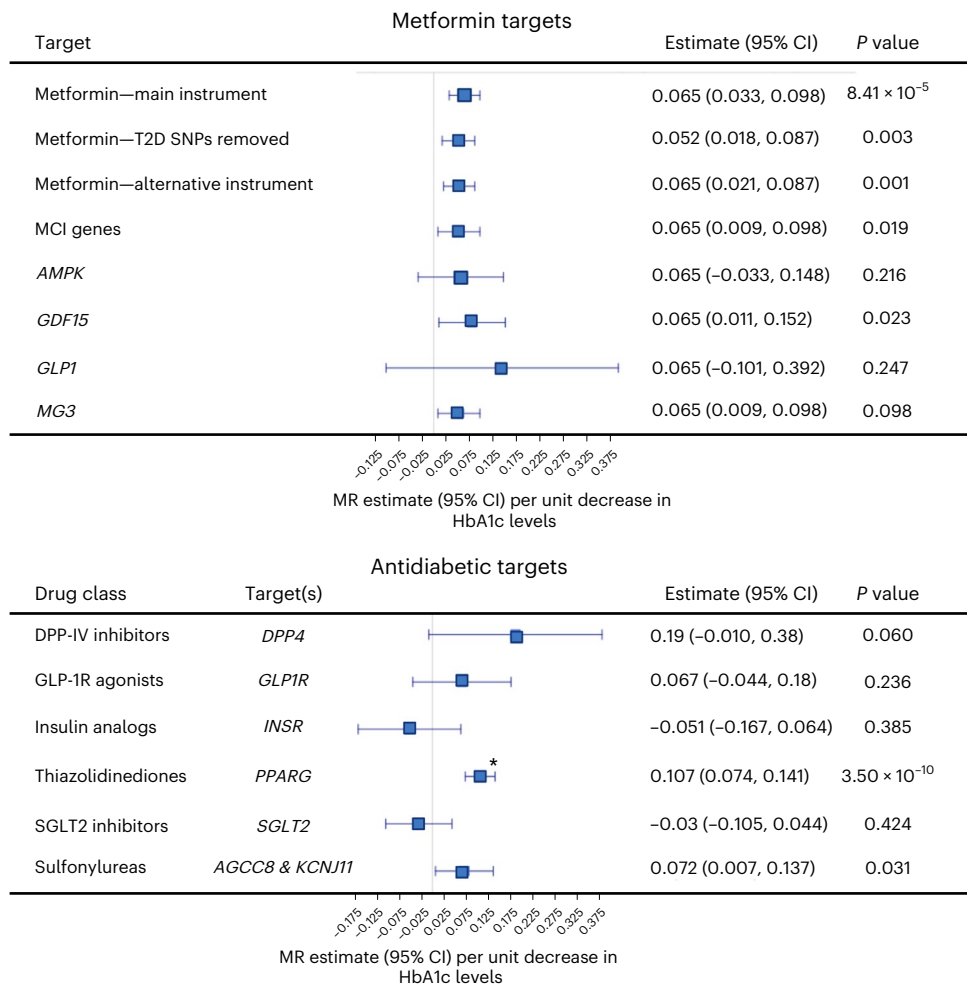 Metformin targets
Target Estimate (95% CI) P value
Metformin—main instrument 0.065 (0.033, 0.098) 8.41 × 10⁻⁵
Metformin—T2D SNPs removed 0.052 (0.018, 0.087) 0.003
Metformin—alternative instrument 0.065 (0.021, 0.087) 0.001
MCI genes 0.065 (0.009, 0.098) 0.019
AMPK 0.065 (–0.033, 0.148) 0.216
GDF15 0.065 (0.011, 0.152) 0.023
GLP1 0.065 (–0.101, 0.392) 0.247
MG3 0.065 (0.009, 0.098) 0.098
–0.125 –0.075 –0.025 0.025 0.075 0.125 0.175 0.225 0.275 0.325 0.375
MR estimate (95% CI) per unit decrease in
HbA1c levels
Antidiabetic targets
Drug class Target(s) Estimate (95% CI) P value
DPP-IV inhibitors DPP4 0.19 (–0.010, 0.38) 0.060
GLP-1R agonists GLP1R 0.067 (–0.044, 0.18) 0.236
Insulin analogs INSR –0.051 (–0.167, 0.064) 0.385
Thiazolidinediones PPARG * 0.107 (0.074, 0.141) 3.50 × 10⁻¹⁰
SGLT2 inhibitors SGLT2 –0.03 (–0.105, 0.044) 0.424
Sulfonylureas AGCC8 & KCNJ11 0.072 (0.007, 0.137) 0.031
–0.175 –0.125 –0.075 –0.025 0.025 0.075 0.125 0.175 0.225 0.275 0.325 0.375
MR estimate (95% CI) per unit decrease in
HbA1c levels